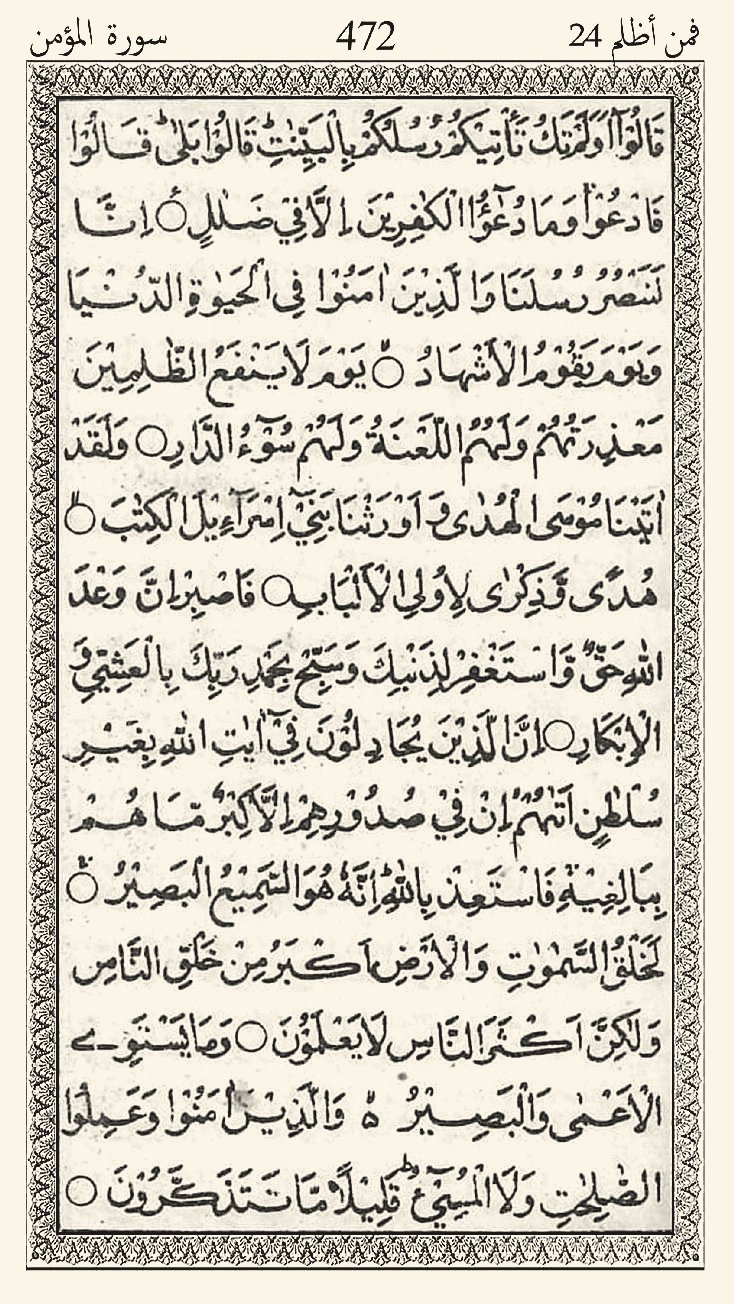 فمن أظلم 24
472
سورة المؤمن
قَالُوْۤا اَوَلَمْ تَكُ تَاْتِيْكُمْ رُسُلُكُمْ بِالْبَيِّنٰتِ ؕ قَالُوْا بَلٰی ؕ قَالُوْا
فَادْعُوْا ۚ وَمَا دُعٰٓؤُا الْكٰفِرِيْنَ اِلَّا فِيْ ضَلٰلٍ ۟ اِنَّا
لَنَنْصُرُ رُسُلَنَا وَالَّذِيْنَ اٰمَنُوْا فِی الْحَيٰوةِ الدُّنْيَا
وَيَوْمَ يَقُوْمُ الْاَشْهَادُ ۟ يَوْمَ لَا يَنْفَعُ الظّٰلِمِيْنَ
مَعْذِرَتُهُمْ وَلَهُمُ اللَّعْنَةُ وَلَهُمْ سُوْٓءُ الدَّارِ ۟ وَلَقَدْ
اٰتَيْنَا مُوْسَی الْهُدٰی وَ اَوْرَثْنَا بَنِيْۤ اِسْرَآءِيْلَ الْكِتٰبَ ۟
هُدًی وَّذِكْرٰی لِاُولِی الْاَلْبَابِ ۟ فَاصْبِرْ اِنَّ وَعْدَ
اللّٰهِ حَقٌّ وَّاسْتَغْفِرْ لِذَنْۢبِكَ وَسَبِّحْ بِحَمْدِ رَبِّكَ بِالْعَشِيِّ وَ
الْاِبْكَارِ ۟ اِنَّ الَّذِيْنَ يُجَادِلُوْنَ فِيْۤ اٰيٰتِ اللّٰهِ بِغَيْرِ
سُلْطٰنٍ اَتٰىهُمْ ۙ اِنْ فِيْ صُدُوْرِهِمْ اِلَّا كِبْرٌ مَّا هُمْ
بِبَالِغِيْهِ ۚ فَاسْتَعِذْ بِاللّٰهِ ؕ اِنَّهٗ هُوَ السَّمِيْعُ الْبَصِيْرُ ۟
لَخَلْقُ السَّمٰوٰتِ وَالْاَرْضِ اَكْبَرُ مِنْ خَلْقِ النَّاسِ
وَلٰكِنَّ اَكْثَرَ النَّاسِ لَا يَعْلَمُوْنَ ۟ وَمَا يَسْتَوِے
الْاَعْمٰی وَالْبَصِيْرُ ۙ۬ وَالَّذِيْنَ اٰمَنُوْا وَعَمِلُوا
الصّٰلِحٰتِ وَلَا الْمُسِيْٓءُ ؕ قَلِيْلًا مَّا تَتَذَكَّرُوْنَ ۟